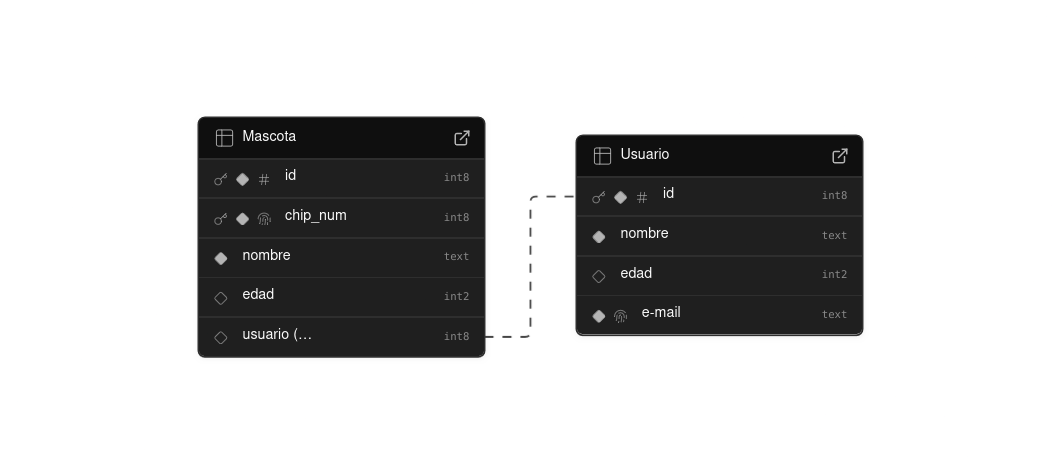 Mascota
id int8
chip_num int8
nombre text
edad int2
usuario (... int8
Usuario
id int8
nombre text
edad int2
e-mail text